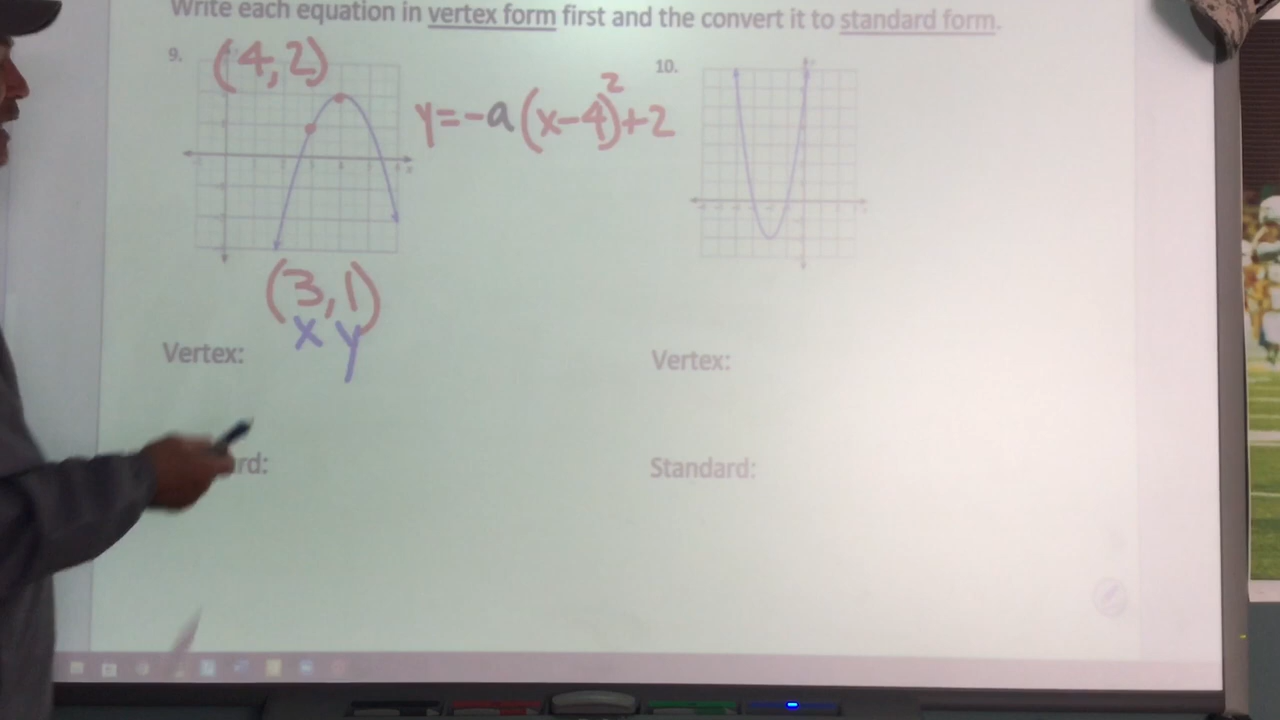 Write each equation in vertex form first and the convert it to standard form.
9.
(4,2)
y=-a(x-4)²+2
10.
(3,1)
x y
Vertex:
Vertex:
rd:
Standard: